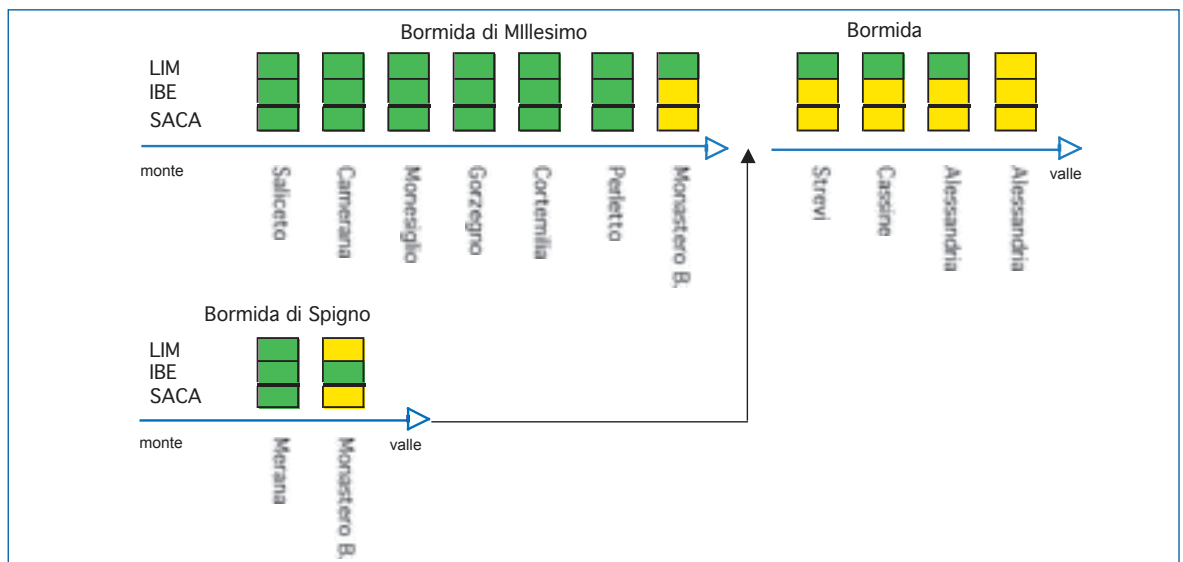 Bormida di MIllesimo
Bormida
LIM
IBE
SACA
monte
valle
Saliceto
Camerana
Monesiglio
Gorzegno
Cortemilia
Perletto
Monastero B.
Strevi
Cassine
Alessandria
Alessandria
Bormida di Spigno
LIM
IBE
SACA
monte
valle
Merana
Monastero B.